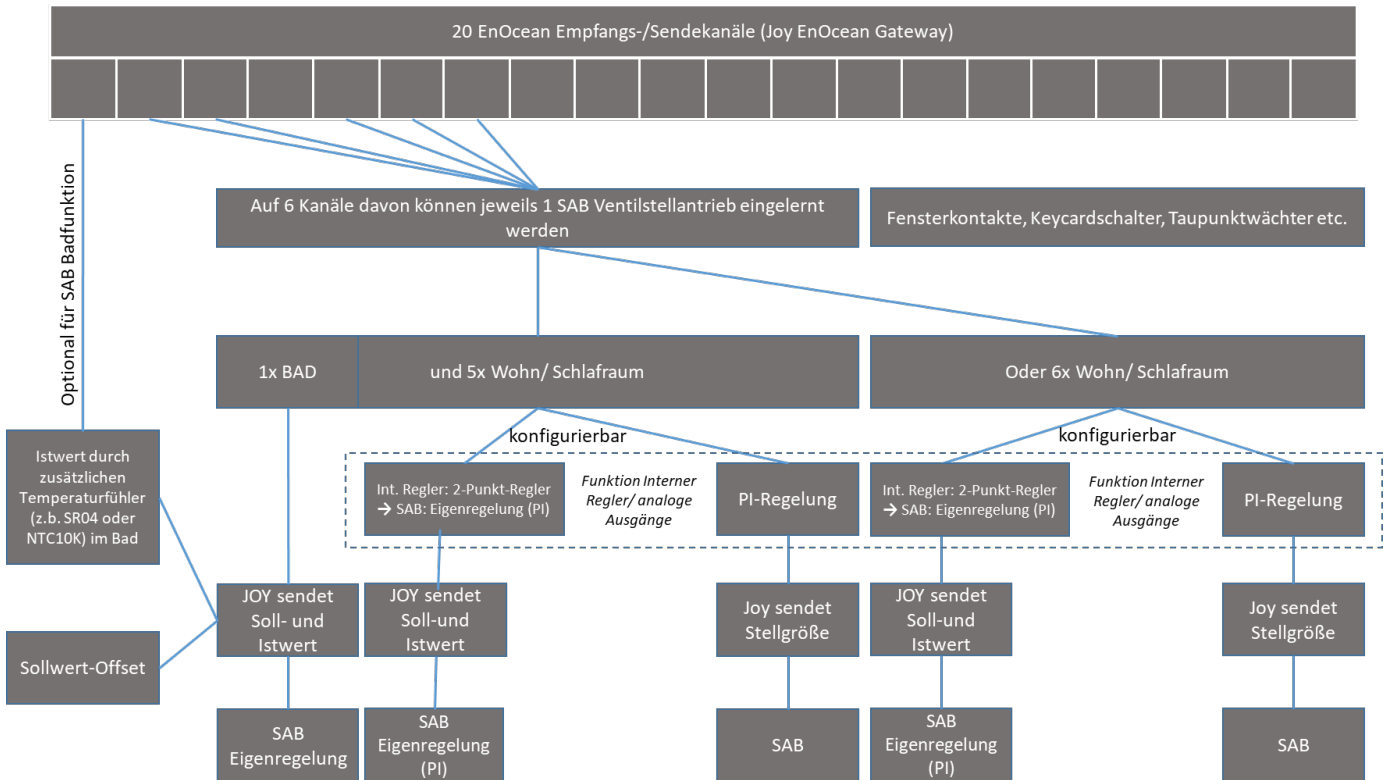 20 EnOcean Empfangs-/Sendekanäle (Joy EnOcean Gateway)
Optional für SAB Badfunktion
Auf 6 Kanäle davon können jeweils 1 SAB Ventilstellantrieb eingelernt
werden
Fensterkontakte, Keycardschalter, Taupunktwächter etc.
1x BAD
und 5x Wohn/ Schlafraum
Oder 6x Wohn/ Schlafraum
konfigurierbar
konfigurierbar
Istwert durch
zusätzlichen
Temperaturfühler
(z.b. SR04 oder
NTC10K) im Bad
Int. Regler: 2-Punkt-Regler
→ SAB: Eigenregelung (PI)
Funktion Interner
Regler/ analoge
Ausgänge
PI-Regelung
Int. Regler: 2-Punkt-Regler
→ SAB: Eigenregelung (PI)
Funktion Interner
Regler/ analoge
Ausgänge
PI-Regelung
Sollwert-Offset
JOY sendet
Soll- und
Istwert
JOY sendet
Soll-und
Istwert
Joy sendet
Stellgröße
JOY sendet
Soll-und
Istwert
Joy sendet
Stellgröße
SAB
Eigenregelung
SAB
Eigenregelung
(PI)
SAB
SAB
Eigenregelung
(PI)
SAB